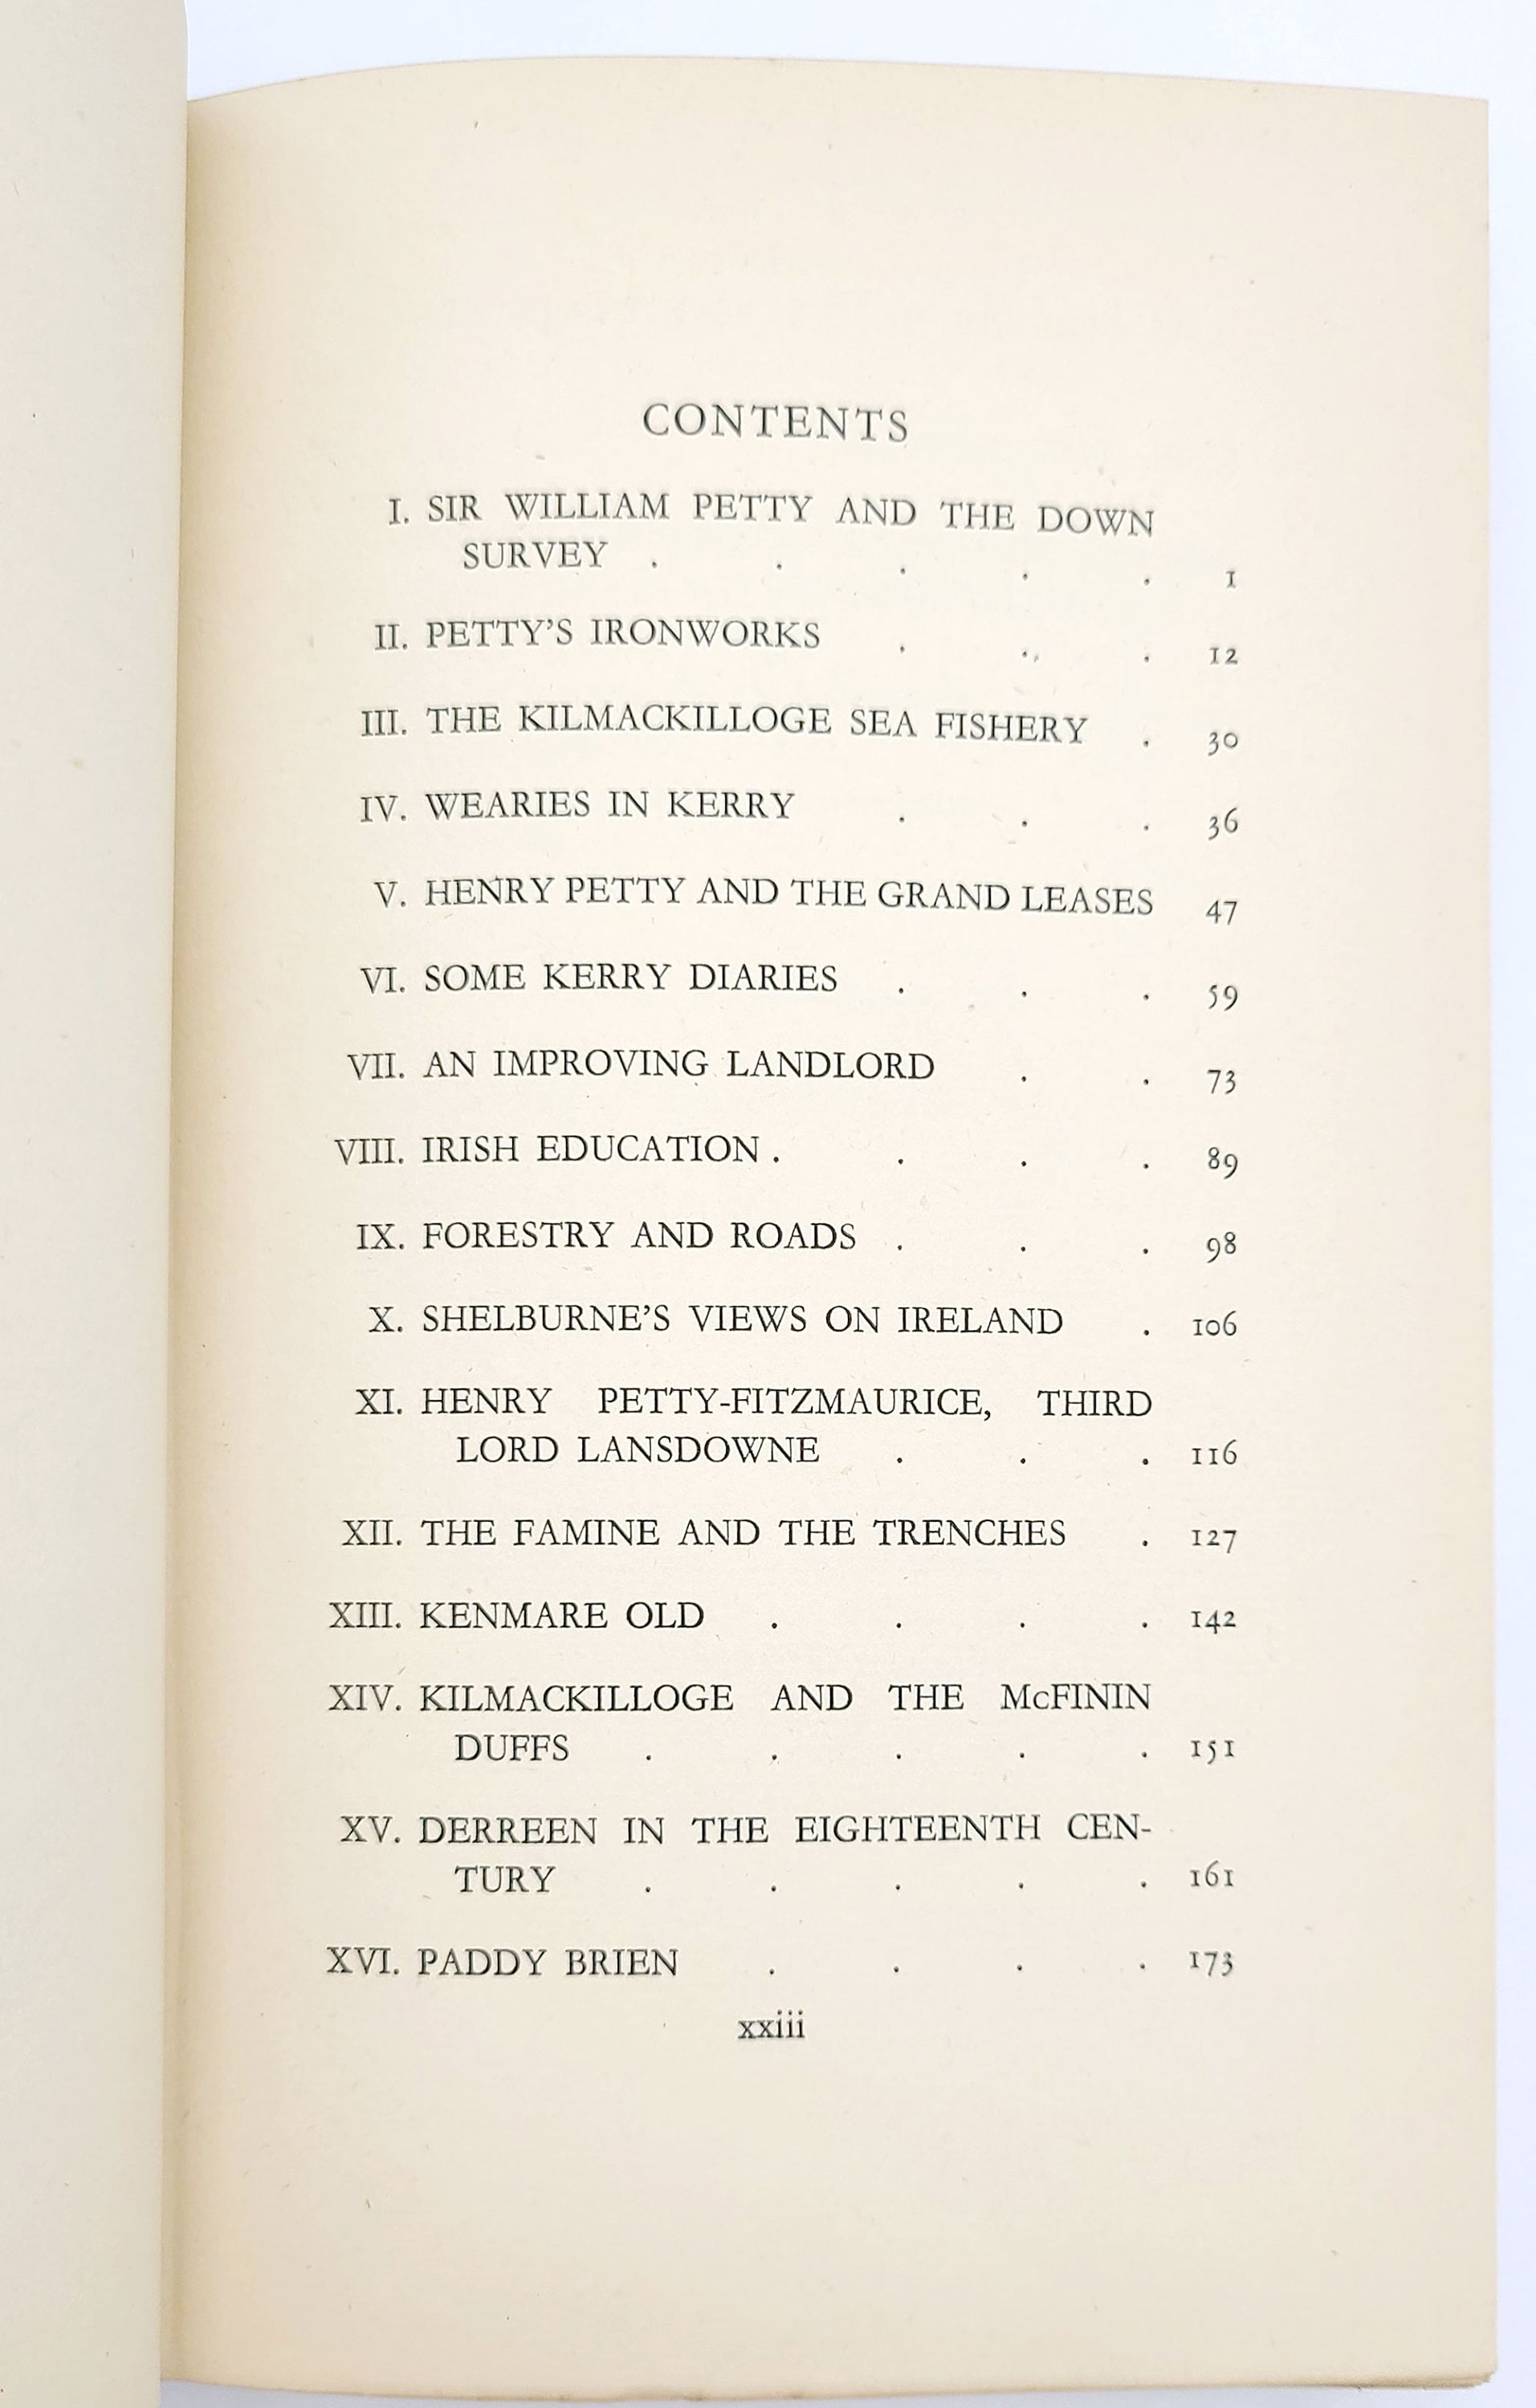 CONTENTS
I. SIR WILLIAM PETTY AND THE DOWN
SURVEY . . . . . 1
II. PETTY'S IRONWORKS . . . 12
III. THE KILMACKILLOGE SEA FISHERY . 30
IV. WEARIES IN KERRY . . . 36
V. HENRY PETTY AND THE GRAND LEASES 47
VI. SOME KERRY DIARIES . . . 59
VII. AN IMPROVING LANDLORD . . 73
VIII. IRISH EDUCATION . . . . 89
IX. FORESTRY AND ROADS . . . 98
X. SHELBURNE'S VIEWS ON IRELAND . 106
XI. HENRY PETTY-FITZMAURICE, THIRD
LORD LANSDOWNE . . . 116
XII. THE FAMINE AND THE TRENCHES . 127
XIII. KENMARE OLD . . . . 142
XIV. KILMACKILLOGE AND THE McFININ
DUFFS . . . . . 151
XV. DERREEN IN THE EIGHTEENTH CEN-
TURY . . . . . 161
XVI. PADDY BRIEN . . . . 173
xxiii